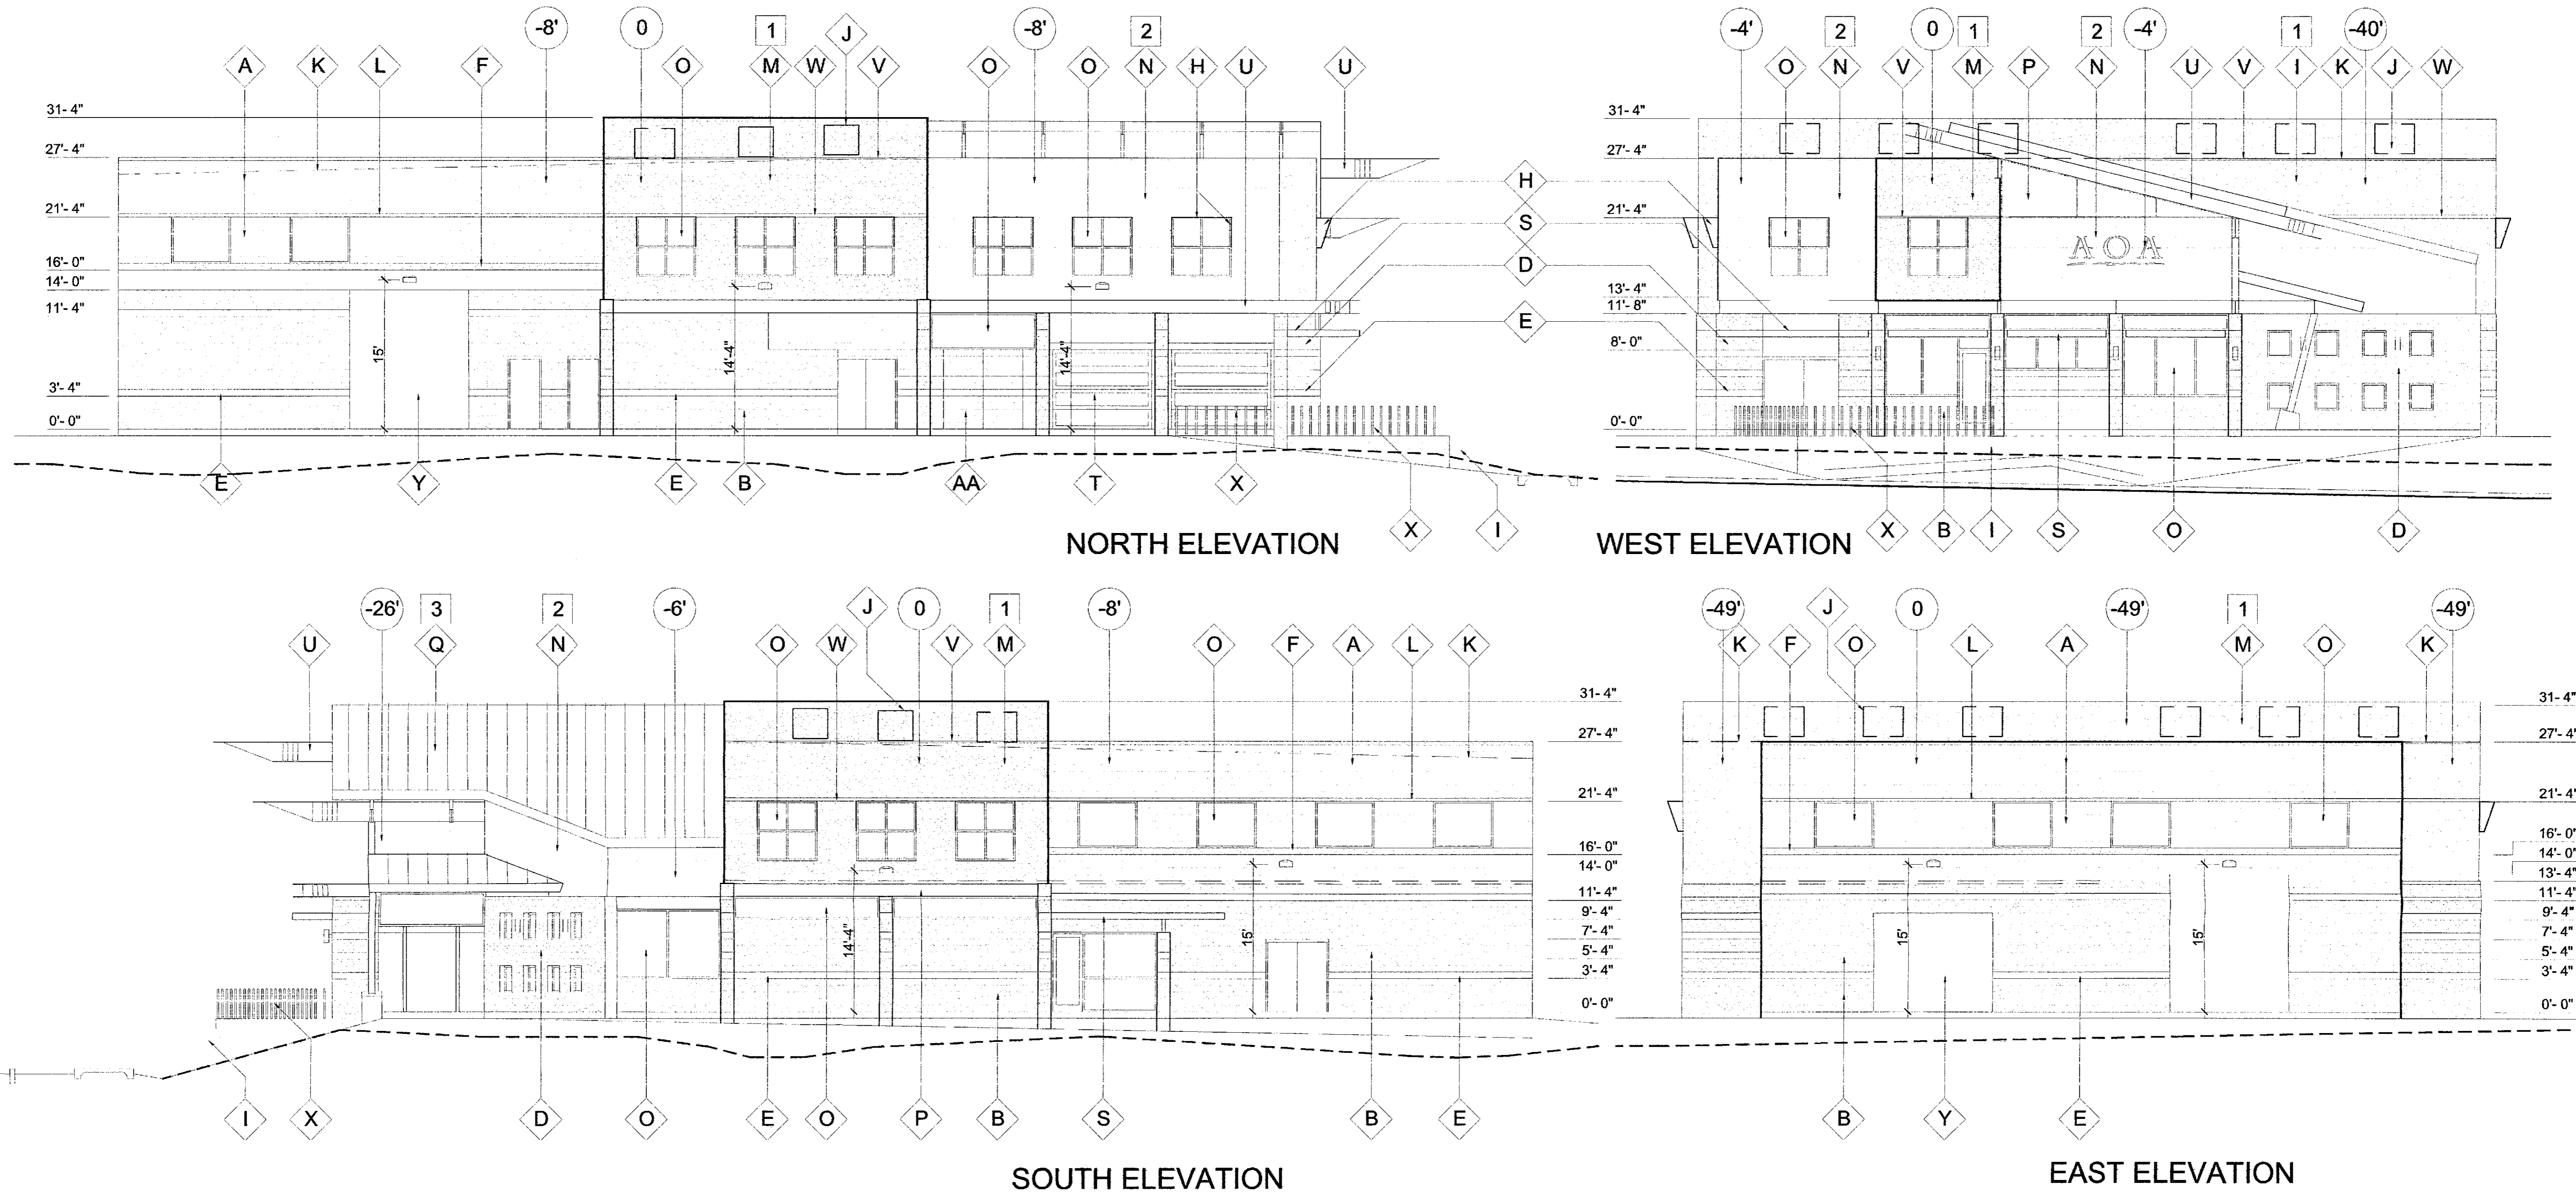 -8' 0 1 J -8' 2
A K L F O M W V O O N H U U
31- 4"
27'- 4"
21'- 4"
16'- 0"
14'- 0"
11'- 4"
3'- 4"
0'- 0"
15'
14'-4"
14'-4"
E Y E B AA T X
X I
NORTH ELEVATION
H
S
D
E
-4' 2 0 1 2 -4' 1 -40'
O N V M P N U V I K J W
31- 4"
27'- 4"
21'- 4"
13'- 4"
11'- 8"
8'- 0"
0'- 0"
AOA
X B I S O D
WEST ELEVATION
-26' 3 2 -6' J 0 1 -8'
U Q N O W V M O F A L K
31- 4"
27'- 4"
21'- 4"
16'- 0"
14'- 0"
11'- 4"
9'- 4"
7'- 4"
5'- 4"
3'- 4"
0'- 0"
14'-4"
15'
I X D O E O P B S B E
SOUTH ELEVATION
-49' J 0 -49' 1 -49'
K F O L A M O K
31- 4"
27'- 4"
21'- 4"
16'- 0"
14'- 0"
13'- 4"
11'- 4"
9'- 4"
7'- 4"
5'- 4"
3'- 4"
0'- 0"
15'
15'
B Y E
EAST ELEVATION